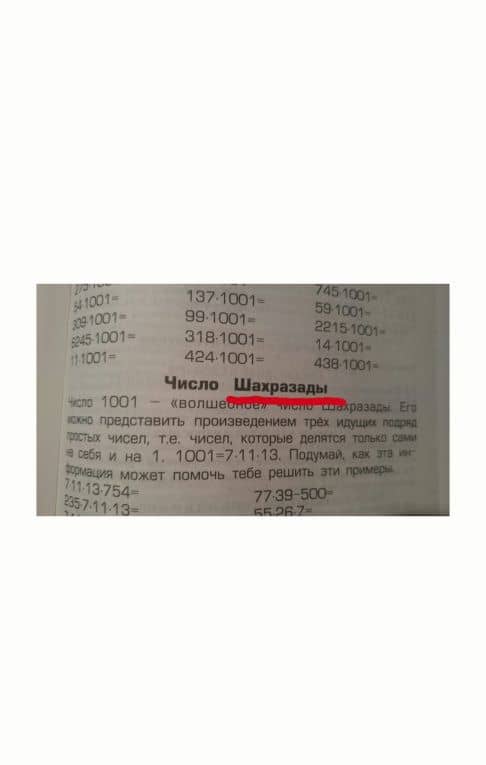 745·1001=
54·1001= 137·1001= 59·1001=
309·1001= 99·1001= 2215·1001=
6245·1001= 318·1001= 14·1001=
11·1001= 424·1001= 438·1001=
Число Шахразады
Число 1001 – «волшебное» число Шахразады. Его
можно представить произведением трёх идущих подряд
простых чисел, т.е. чисел, которые делятся только сами
на себя и на 1. 1001=7·11·13. Подумай, как эта ин-
формация может помочь тебе решить эти примеры.
7·11·13·754= 77·39-500=
235·7·11·13= 55·26·7=